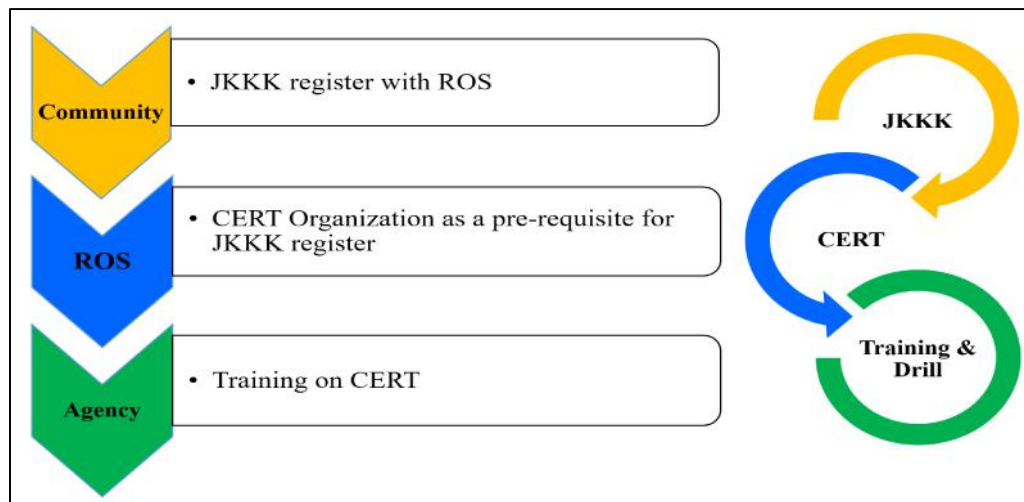 Community
• JKKK register with ROS
ROS
• CERT Organization as a pre-requisite for
JKKK register
Agency
• Training on CERT
JKKK
CERT
Training &
Drill